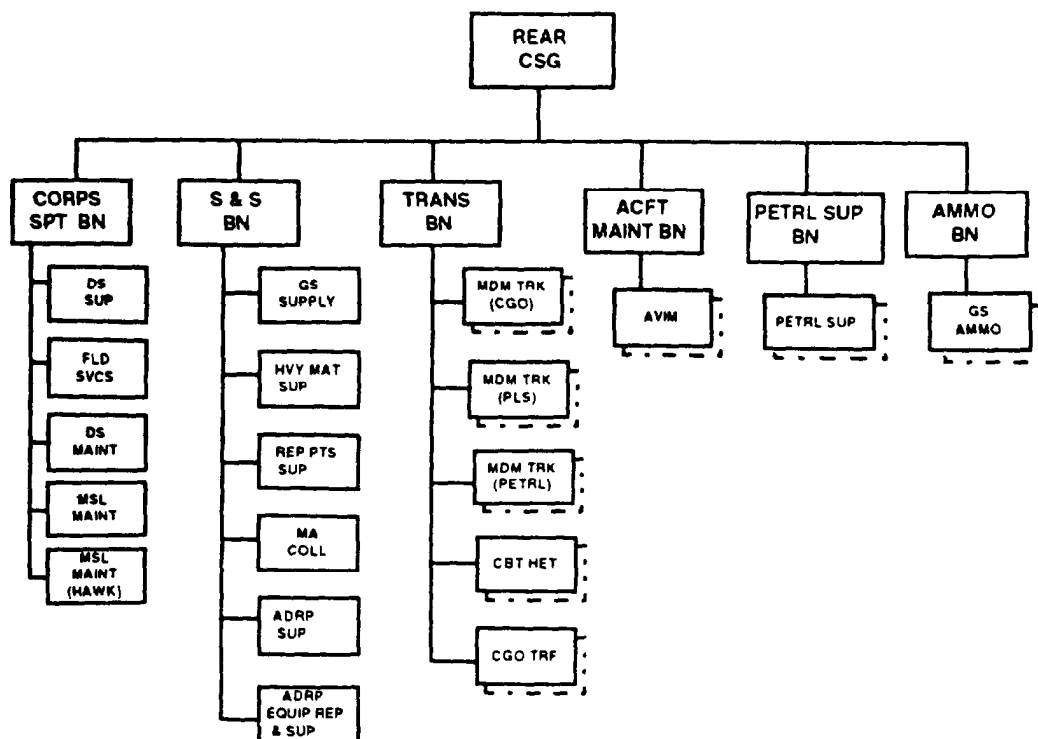 REAR
CSG
CORPS
SPT BN
S & S
BN
TRANS
BN
ACFT
MAINT BN
PETRL SUP
BN
AMMO
BN
DS
SUP
FLD
SVCS
DS
MAINT
MSL
MAINT
MSL
MAINT
(HAWK)
GS
SUPPLY
HVY MAT
SUP
REP PTS
SUP
MA
COLL
ADRP
SUP
ADRP
EQUIP REP
& SUP
MDM TRK
(CGO)
MDM TRK
(PLS)
MDM TRK
(PETRL)
CBT HET
CGO TRF
AVIM
PETRL SUP
GS
AMMO